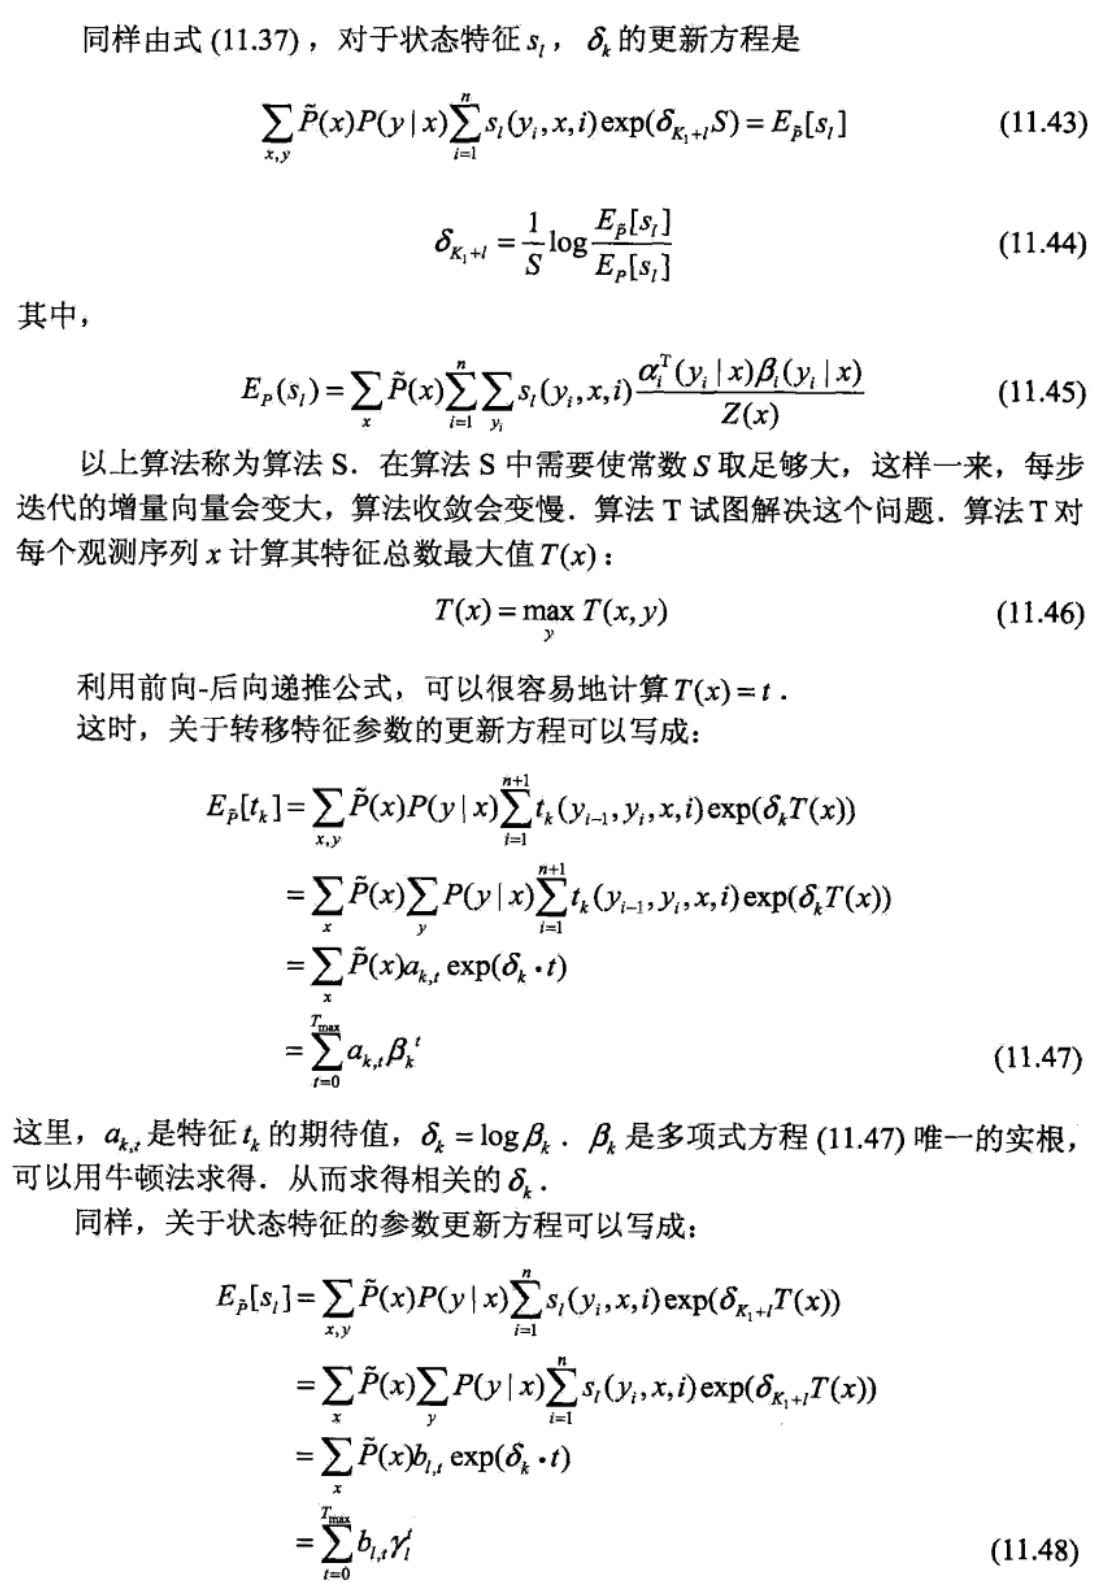 同样由式 (11.37)，对于状态特征 $s_l$， $\delta_k$ 的更新方程是
$$\sum_{x,y}\tilde{P}(x)P(y|x)\sum_{i=1}^{n}s_l(y_i,x,i)\exp(\delta_{K_1+l}S)=E_{\tilde{P}}[s_l] \quad (11.43)$$
$$\delta_{K_1+l}=\frac{1}{S}\log\frac{E_{\tilde{P}}[s_l]}{E_P[s_l]} \quad (11.44)$$
其中，
$$E_P(s_l)=\sum_{x}\tilde{P}(x)\sum_{i=1}^{n}\sum_{y_i}s_l(y_i,x,i)\frac{\alpha_i^{\mathrm{T}}(y_i|x)\beta_i(y_i|x)}{Z(x)} \quad (11.45)$$
以上算法称为算法 S．在算法 S 中需要使常数 $S$ 取足够大，这样一来，每步
迭代的增量向量会变大，算法收敛会变慢．算法 T 试图解决这个问题．算法 T 对
每个观测序列 $x$ 计算其特征总数最大值 $T(x)$：
$$T(x)=\max_{y}T(x,y) \quad (11.46)$$
利用前向-后向递推公式，可以很容易地计算 $T(x)=t$．
这时，关于转移特征参数的更新方程可以写成：
$$E_{\tilde{P}}[t_k]=\sum_{x,y}\tilde{P}(x)P(y|x)\sum_{i=1}^{n+1}t_k(y_{i-1},y_i,x,i)\exp(\delta_kT(x))$$
$$=\sum_{x}\tilde{P}(x)\sum_{y}P(y|x)\sum_{i=1}^{n+1}t_k(y_{i-1},y_i,x,i)\exp(\delta_kT(x))$$
$$=\sum_{x}\tilde{P}(x)a_{k,t}\exp(\delta_k\cdot t)$$
$$=\sum_{t=0}^{T_{\max}}a_{k,t}\beta_k^{\,t} \quad (11.47)$$
这里，$a_{k,t}$ 是特征 $t_k$ 的期待值，$\delta_k=\log\beta_k$．$\beta_k$ 是多项式方程 (11.47) 唯一的实根，
可以用牛顿法求得．从而求得相关的 $\delta_k$．
同样，关于状态特征的参数更新方程可以写成：
$$E_{\tilde{P}}[s_l]=\sum_{x,y}\tilde{P}(x)P(y|x)\sum_{i=1}^{n}s_l(y_i,x,i)\exp(\delta_{K_1+l}T(x))$$
$$=\sum_{x}\tilde{P}(x)\sum_{y}P(y|x)\sum_{i=1}^{n}s_l(y_i,x,i)\exp(\delta_{K_1+l}T(x))$$
$$=\sum_{x}\tilde{P}(x)b_{l,t}\exp(\delta_k\cdot t)$$
$$=\sum_{t=0}^{T_{\max}}b_{l,t}\gamma_l^{t} \quad (11.48)$$